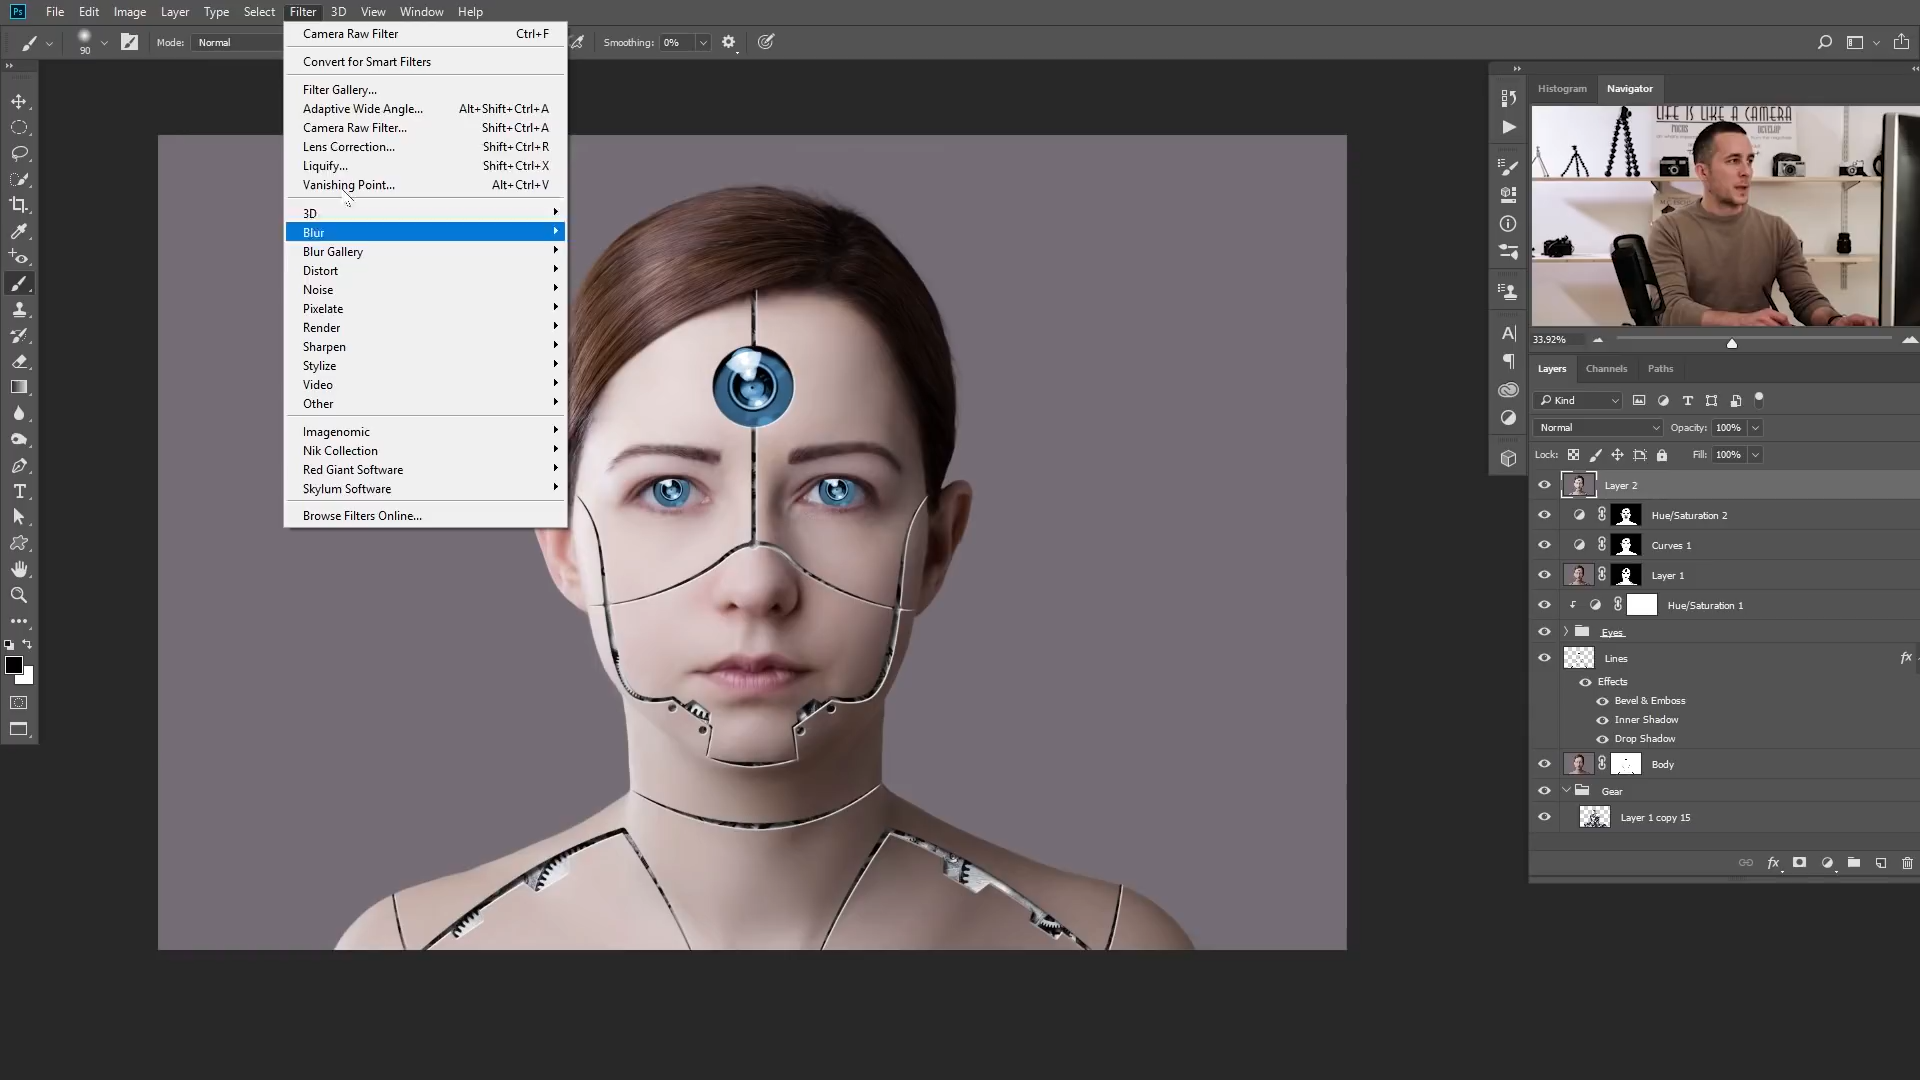 Ps File Edit Image Layer Type Select Filter 3D View Window Help
90 Mode: Normal Smoothing: 0%
Camera Raw Filter Ctrl+F
Convert for Smart Filters
Filter Gallery...
Adaptive Wide Angle... Alt+Shift+Ctrl+A
Camera Raw Filter... Shift+Ctrl+A
Lens Correction... Shift+Ctrl+R
Liquify... Shift+Ctrl+X
Vanishing Point... Alt+Ctrl+V
3D
Blur
Blur Gallery
Distort
Noise
Pixelate
Render
Sharpen
Stylize
Video
Other
Imagenomic
Nik Collection
Red Giant Software
Skylum Software
Browse Filters Online...
Histogram Navigator
LIFE IS LIKE A CAMERA
FOCUS DEVELOP
33.92%
Layers Channels Paths
Kind
Normal Opacity: 100%
Lock: Fill: 100%
Layer 2
Hue/Saturation 2
Curves 1
Layer 1
Hue/Saturation 1
Eyes
Lines fx
Effects
Bevel & Emboss
Inner Shadow
Drop Shadow
Body
Gear
Layer 1 copy 15
fx